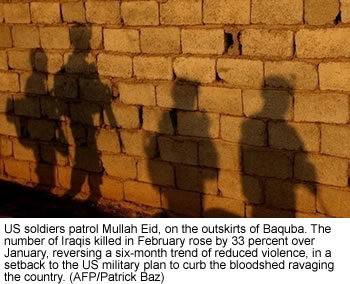 US soldiers patrol Mullah Eid, on the outskirts of Baquba. The
number of Iraqis killed in February rose by 33 percent over
January, reversing a six-month trend of reduced violence, in a
setback to the US military plan to curb the bloodshed ravaging
the country. (AFP/Patrick Baz)